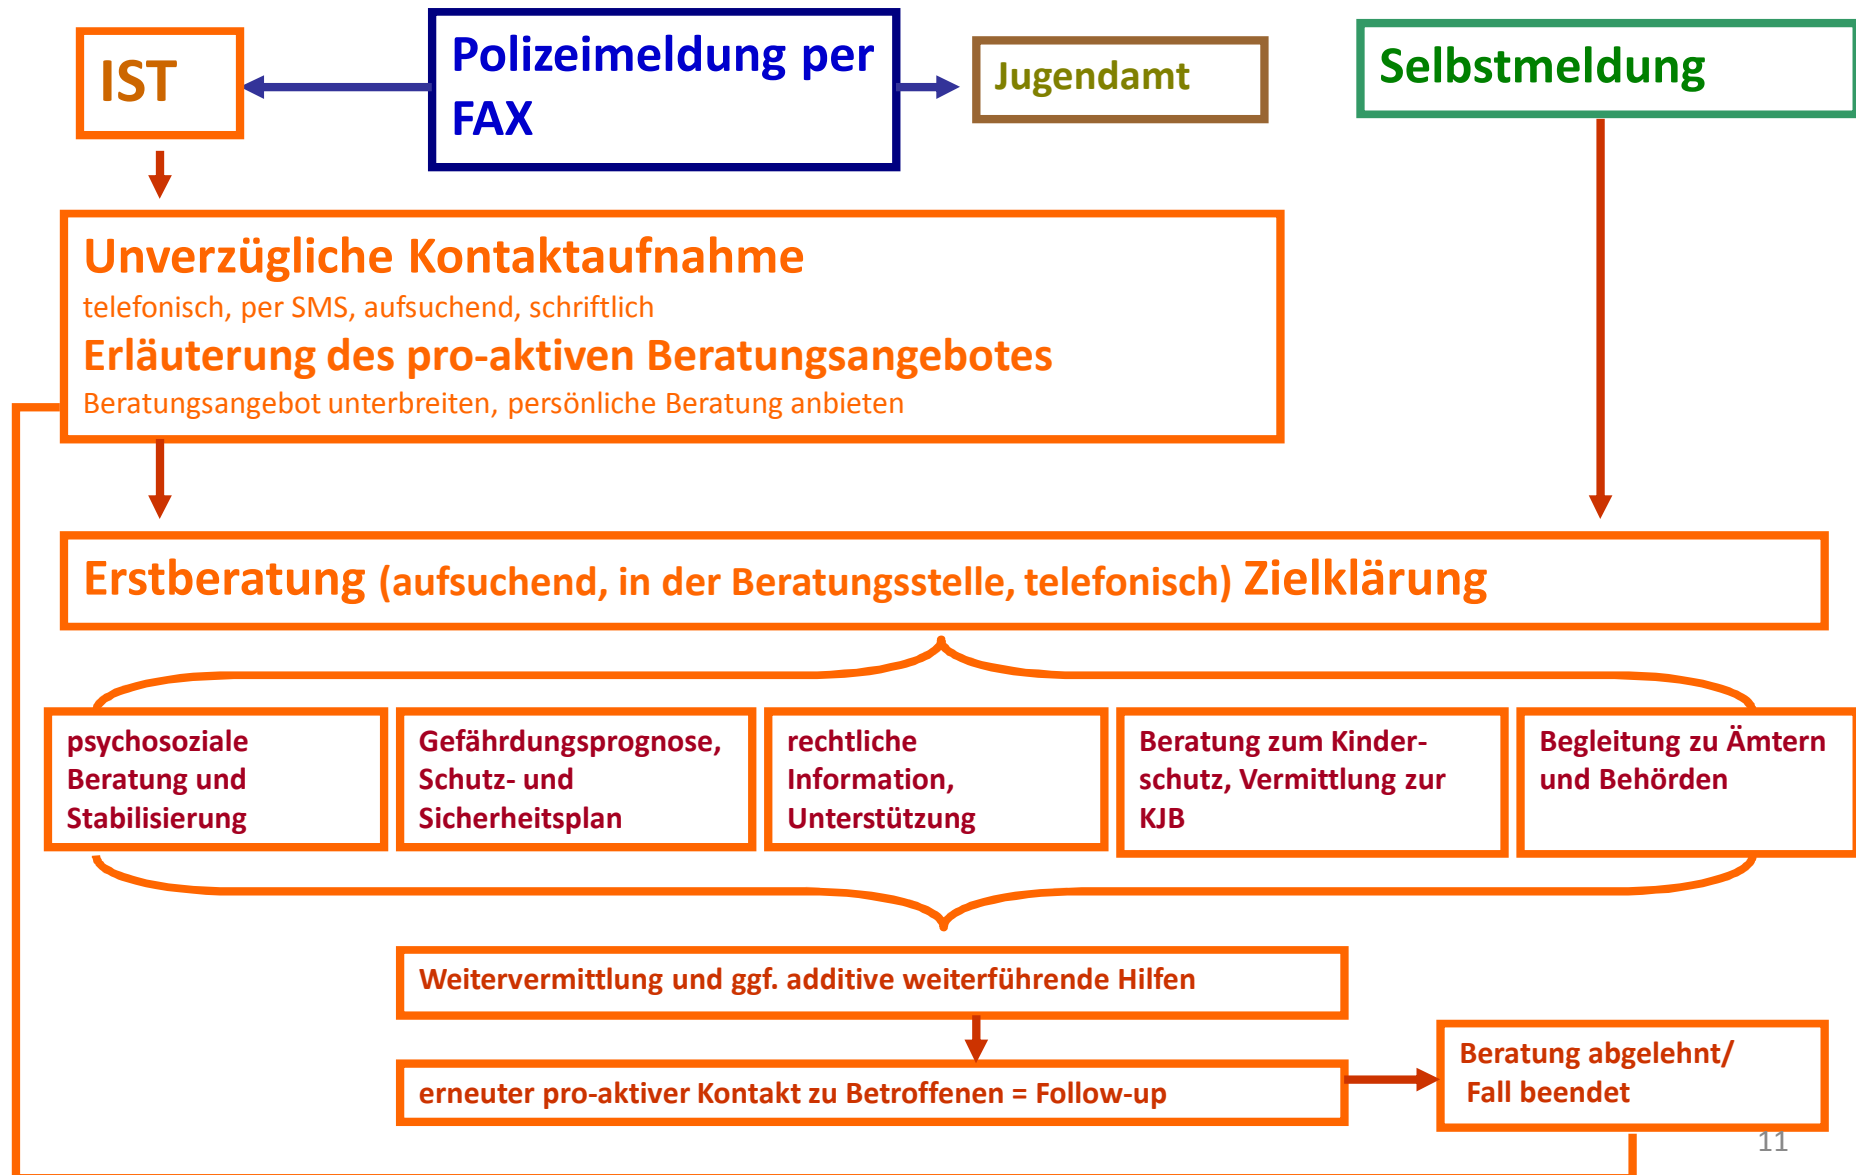 IST
Polizeimeldung per
FAX
Jugendamt
Selbstmeldung
Unverzügliche Kontaktaufnahme
telefonisch, per SMS, aufsuchend, schriftlich
Erläuterung des pro-aktiven Beratungsangebotes
Beratungsangebot unterbreiten, persönliche Beratung anbieten
Erstberatung (aufsuchend, in der Beratungsstelle, telefonisch) Zielklärung
psychosoziale
Beratung und
Stabilisierung
Gefährdungsprognose,
Schutz- und
Sicherheitsplan
rechtliche
Information,
Unterstützung
Beratung zum Kinder-
schutz, Vermittlung zur
KJB
Begleitung zu Ämtern
und Behörden
Weitervermittlung und ggf. additive weiterführende Hilfen
erneuter pro-aktiver Kontakt zu Betroffenen = Follow-up
Beratung abgelehnt/
Fall beendet
11